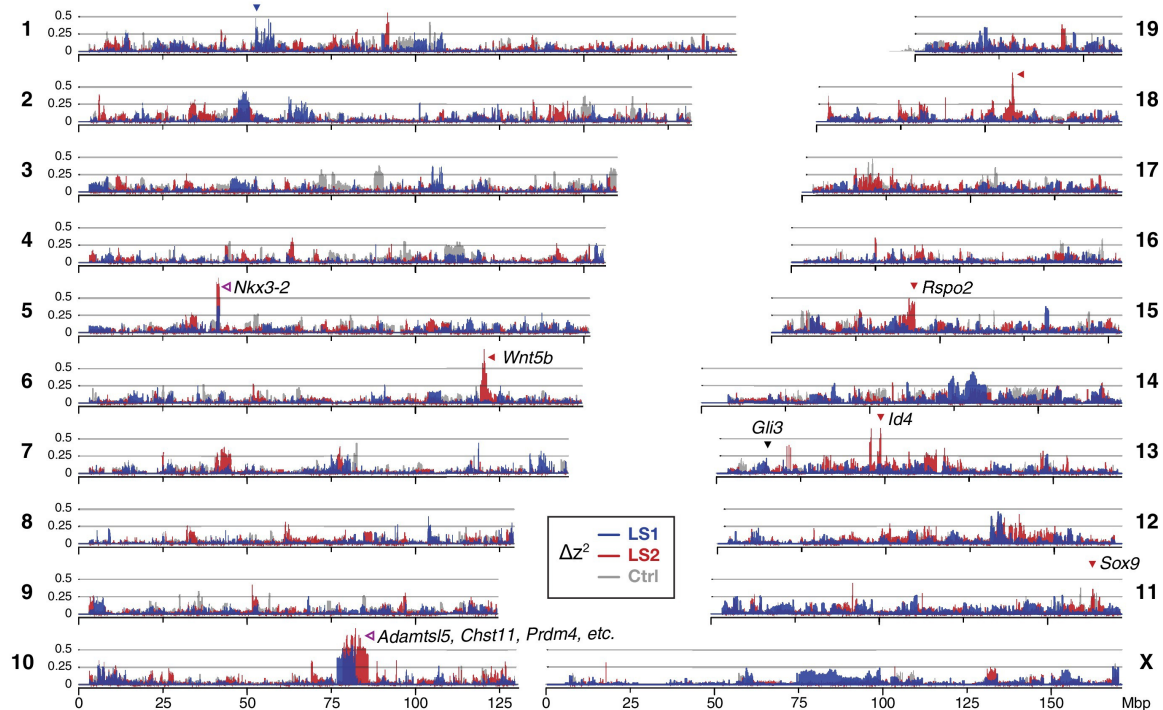 1 0.5 0.25 0 19
2 0.5 0.25 0 18
3 0.5 0.25 0 17
4 0.5 0.25 0 16
5 0.5 0.25 0 Nkx3-2 Rspo2 15
6 0.5 0.25 0 Wnt5b 14
7 0.5 0.25 0 Gli3 Id4 13
8 0.5 0.25 0 12
Δz² LS1
LS2
Ctrl
9 0.5 0.25 0 Sox9 11
10 0.5 0.25 0 Adamtsl5, Chst11, Prdm4, etc. X
0 25 50 75 100 125 0 25 50 75 100 125 150 Mbp